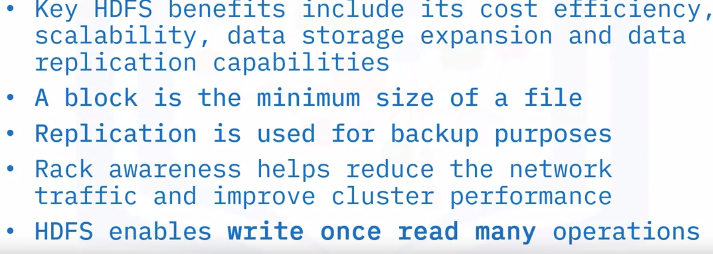 • Key HDFS benefits include its cost efficiency,
scalability, data storage expansion and data
replication capabilities
• A block is the minimum size of a file
• Replication is used for backup purposes
• Rack awareness helps reduce the network
traffic and improve cluster performance
• HDFS enables write once read many operations